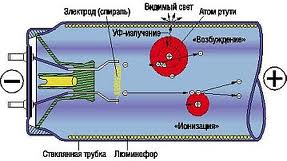 Видимый свет
Электрод (спираль)
Атом ртути
УФ-излучение
«Возбуждение»
«Ионизация»
Стеклянная трубка
Люминофор